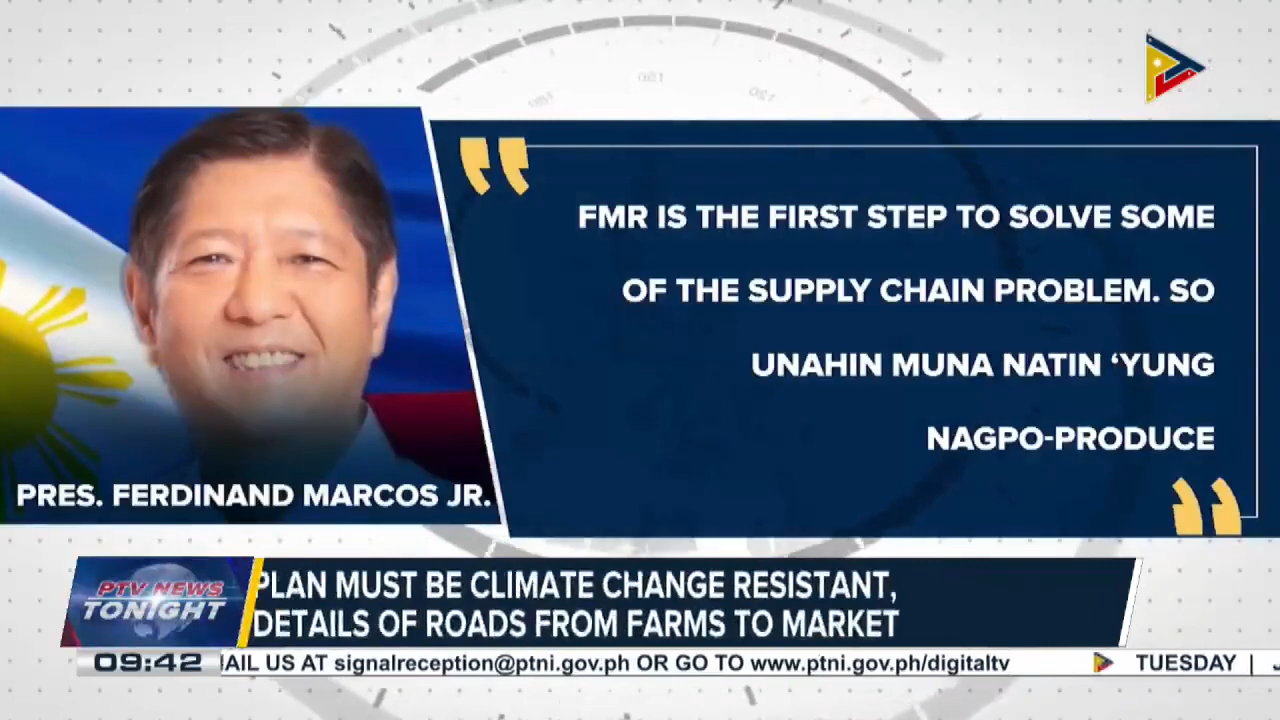 FMR IS THE FIRST STEP TO SOLVE SOME
OF THE SUPPLY CHAIN PROBLEM. SO
UNAHIN MUNA NATIN ‘YUNG
NAGPO-PRODUCE
PRES. FERDINAND MARCOS JR.
PTV NEWS
TONIGHT
PLAN MUST BE CLIMATE CHANGE RESISTANT,
DETAILS OF ROADS FROM FARMS TO MARKET
09:42
AIL US AT signalreception@ptni.gov.ph OR GO TO www.ptni.gov.ph/digitaltv
TUESDAY |